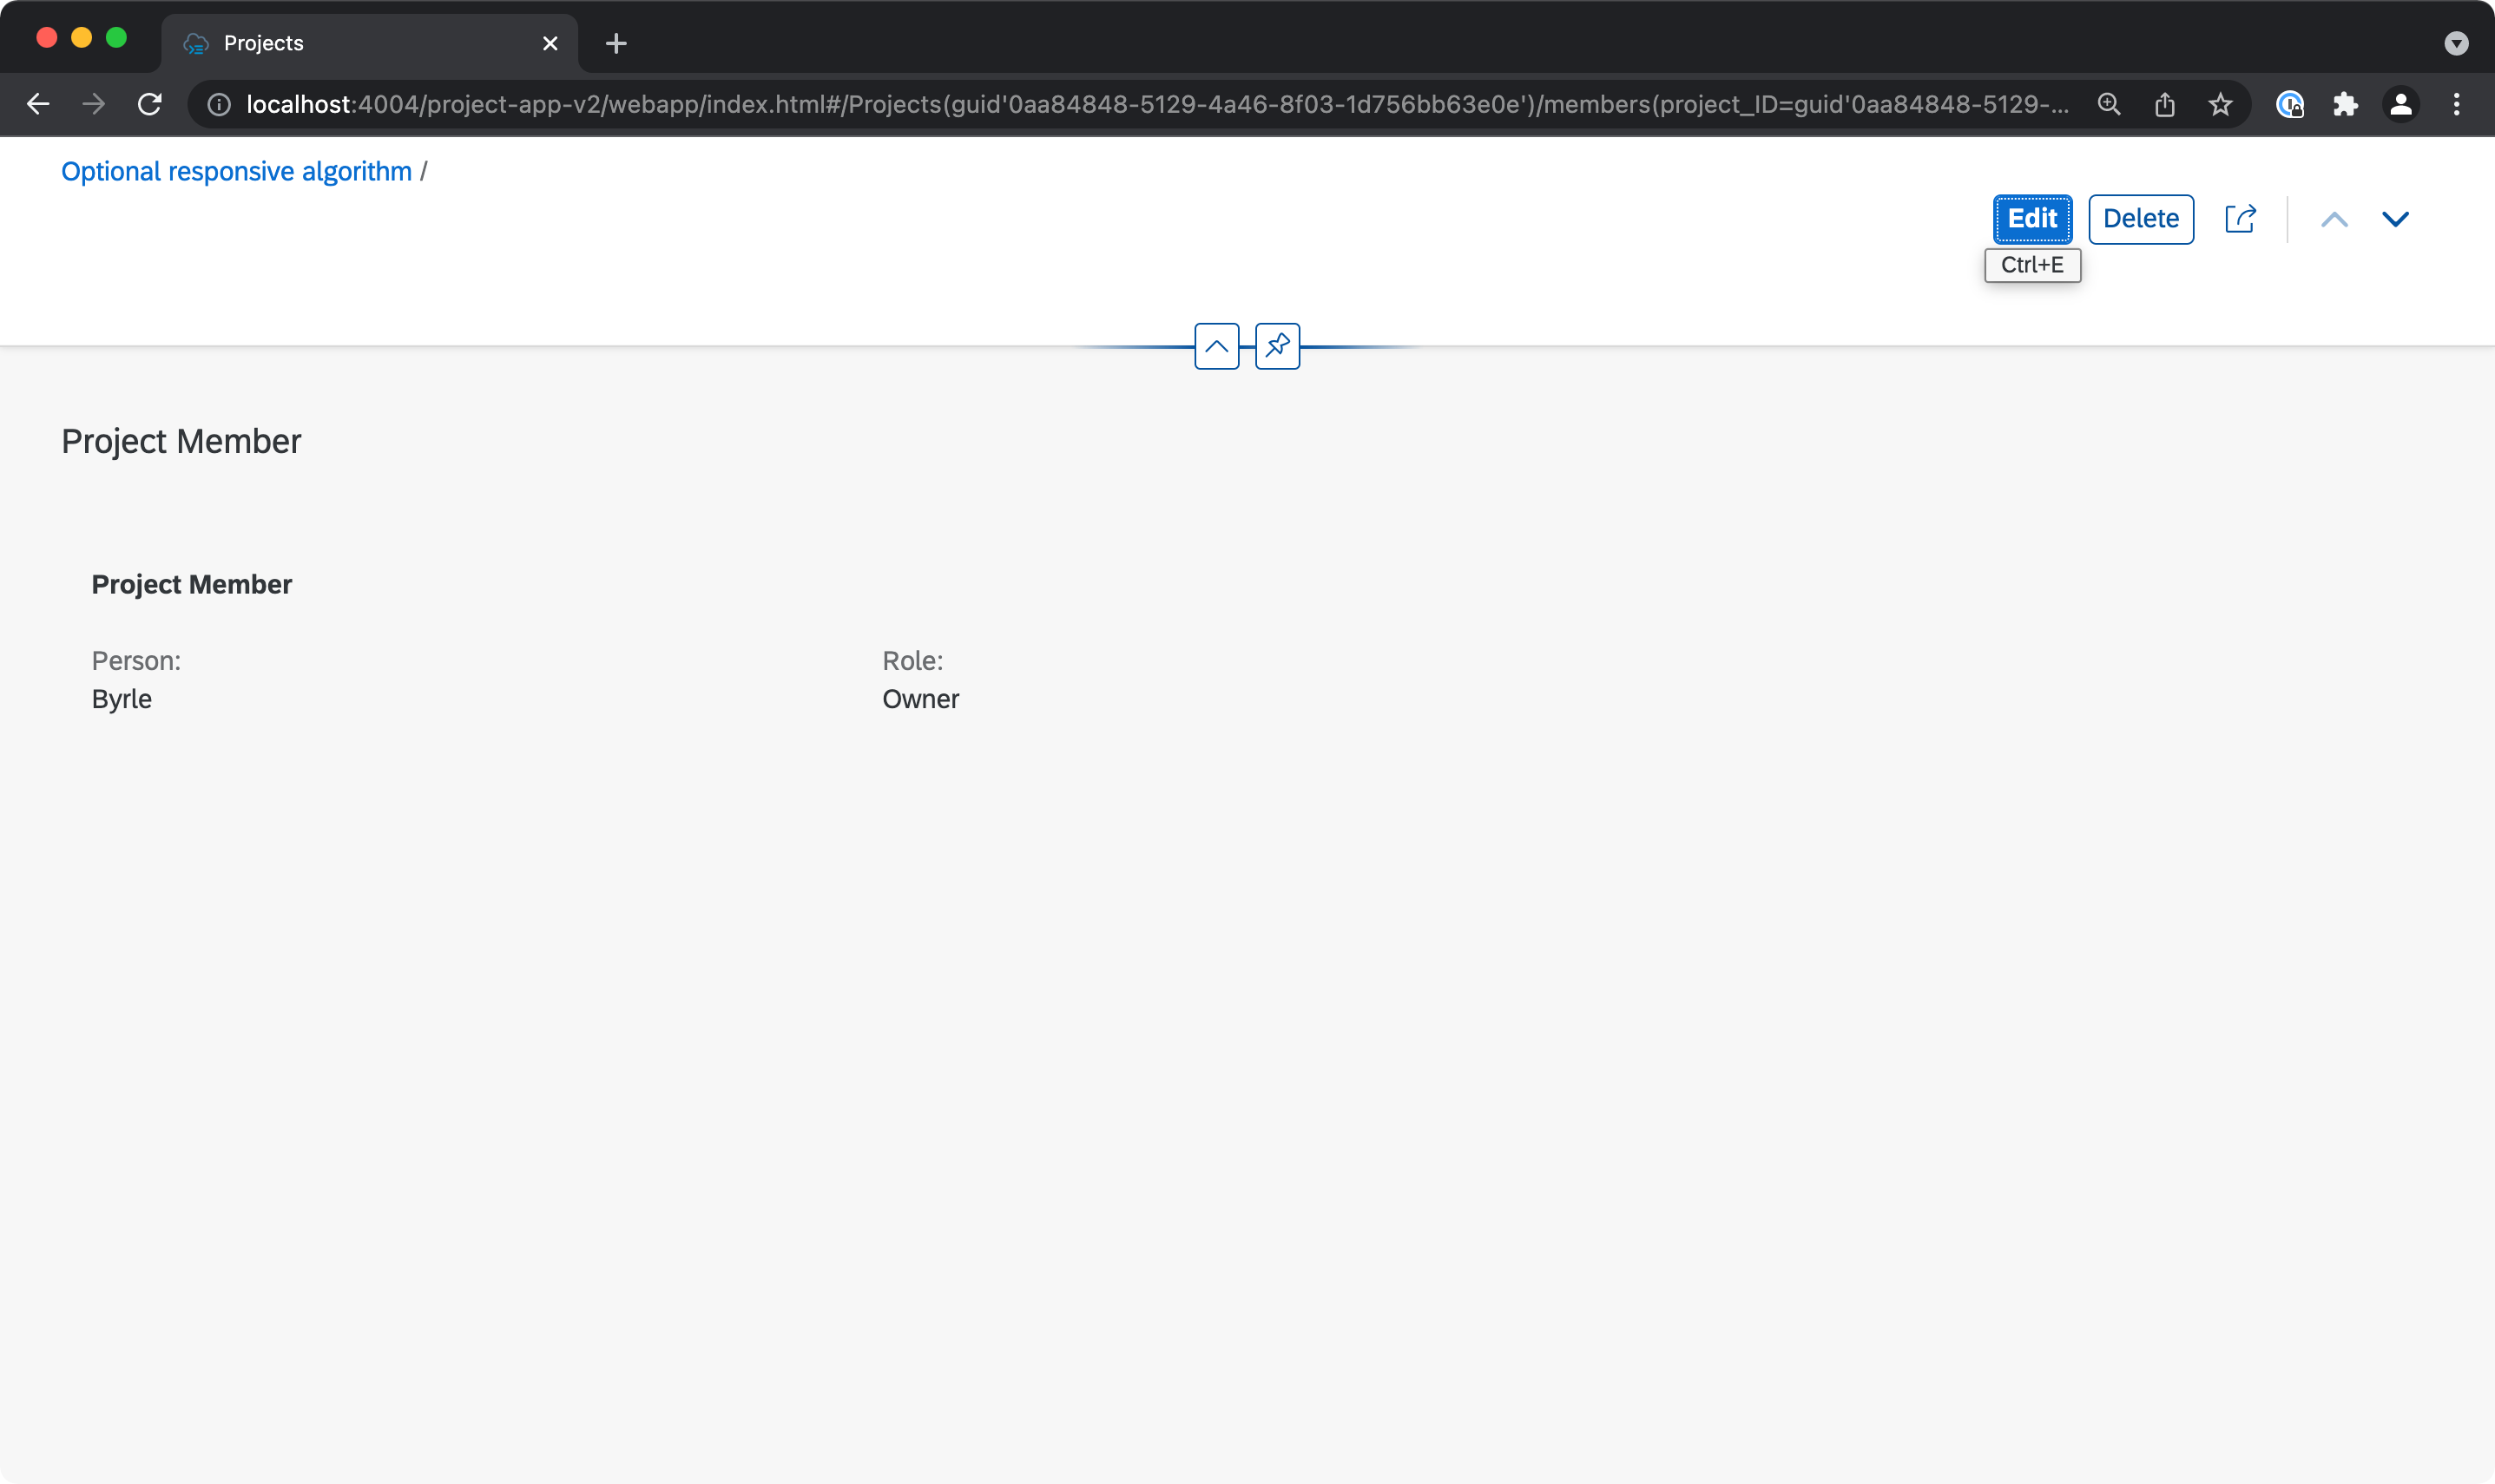 Projects
localhost:4004/project-app-v2/webapp/index.html#/Projects(guid'0aa84848-5129-4a46-8f03-1d756bb63e0e')/members(project_ID=guid'0aa84848-5129-...
Optional responsive algorithm /
Edit
Delete
Ctrl+E
Project Member
Project Member
Person:
Role:
Byrle
Owner